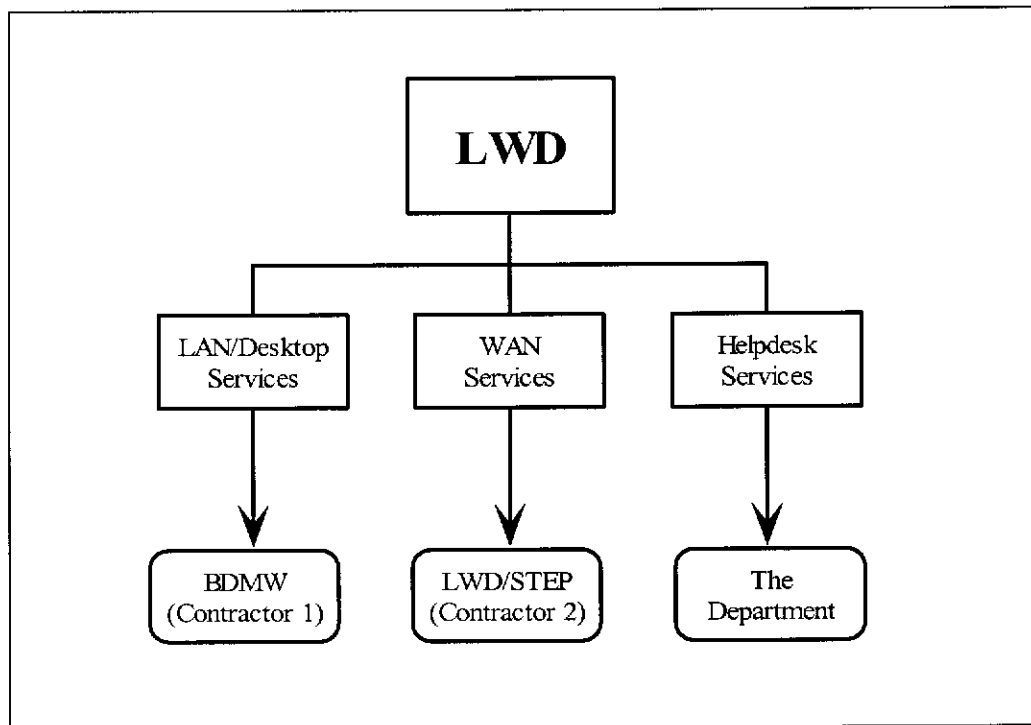 LWD
LAN/Desktop
Services
WAN
Services
Helpdesk
Services
BDMW
(Contractor 1)
LWD/STEP
(Contractor 2)
The
Department